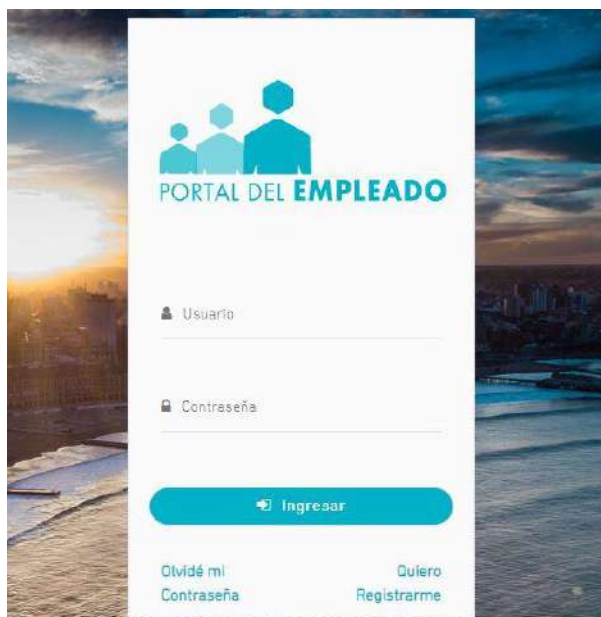 PORTAL DEL EMPLEADO
Usuario
Contraseña
Ingresar
Olvidé mi
Contraseña
Quiero
Registrarme